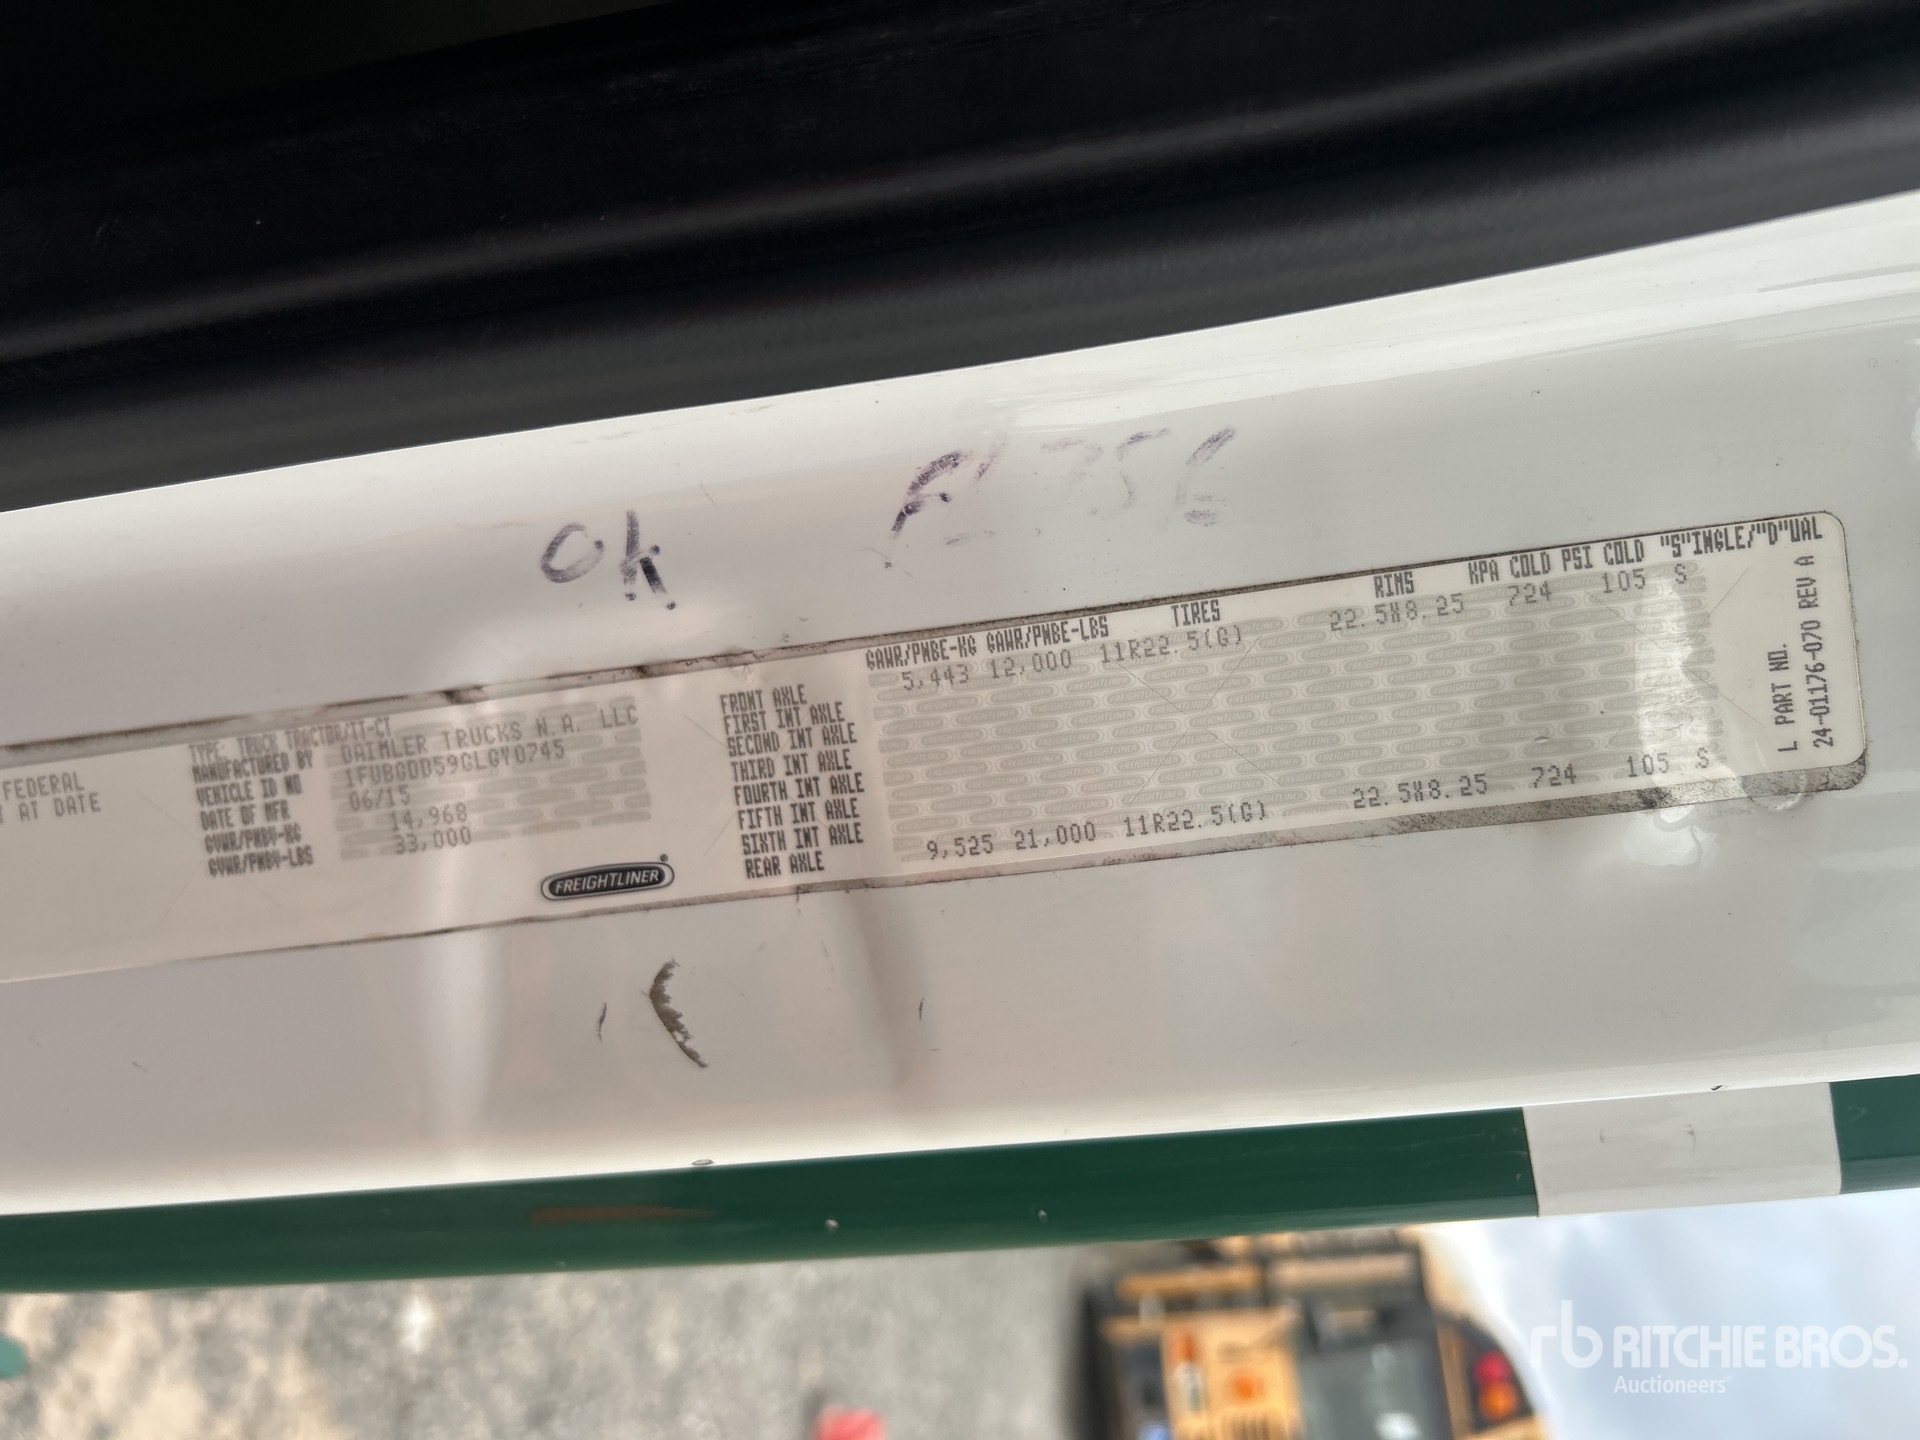 Ok
FEDERAL
AT DATE
TYPE: TRUCK TRACTOR/TT-CT
MANUFACTURED BY DAIMLER TRUCKS N.A. LLC
VEHICLE ID NO 1FUBGDD59GLGY0745
DATE OF MFR 06/15
GVWR/PNBV-KG 14,968
GVWR/PNBV-LBS 33,000
FREIGHTLINER®
GAWR/PNBE-KG GAWR/PNBE-LBS TIRES RIMS KPA COLD PSI COLD "S"INGLE/"D"UAL
FRONT AXLE 5,443 12,000 11R22.5(G) 22.5X8.25 724 105 S
FIRST INT AXLE
SECOND INT AXLE
THIRD INT AXLE
FOURTH INT AXLE
FIFTH INT AXLE
SIXTH INT AXLE
REAR AXLE 9,525 21,000 11R22.5(G) 22.5X8.25 724 105 S
L PART NO.
24-01176-070 REV A
rb RITCHIE BROS.
Auctioneers